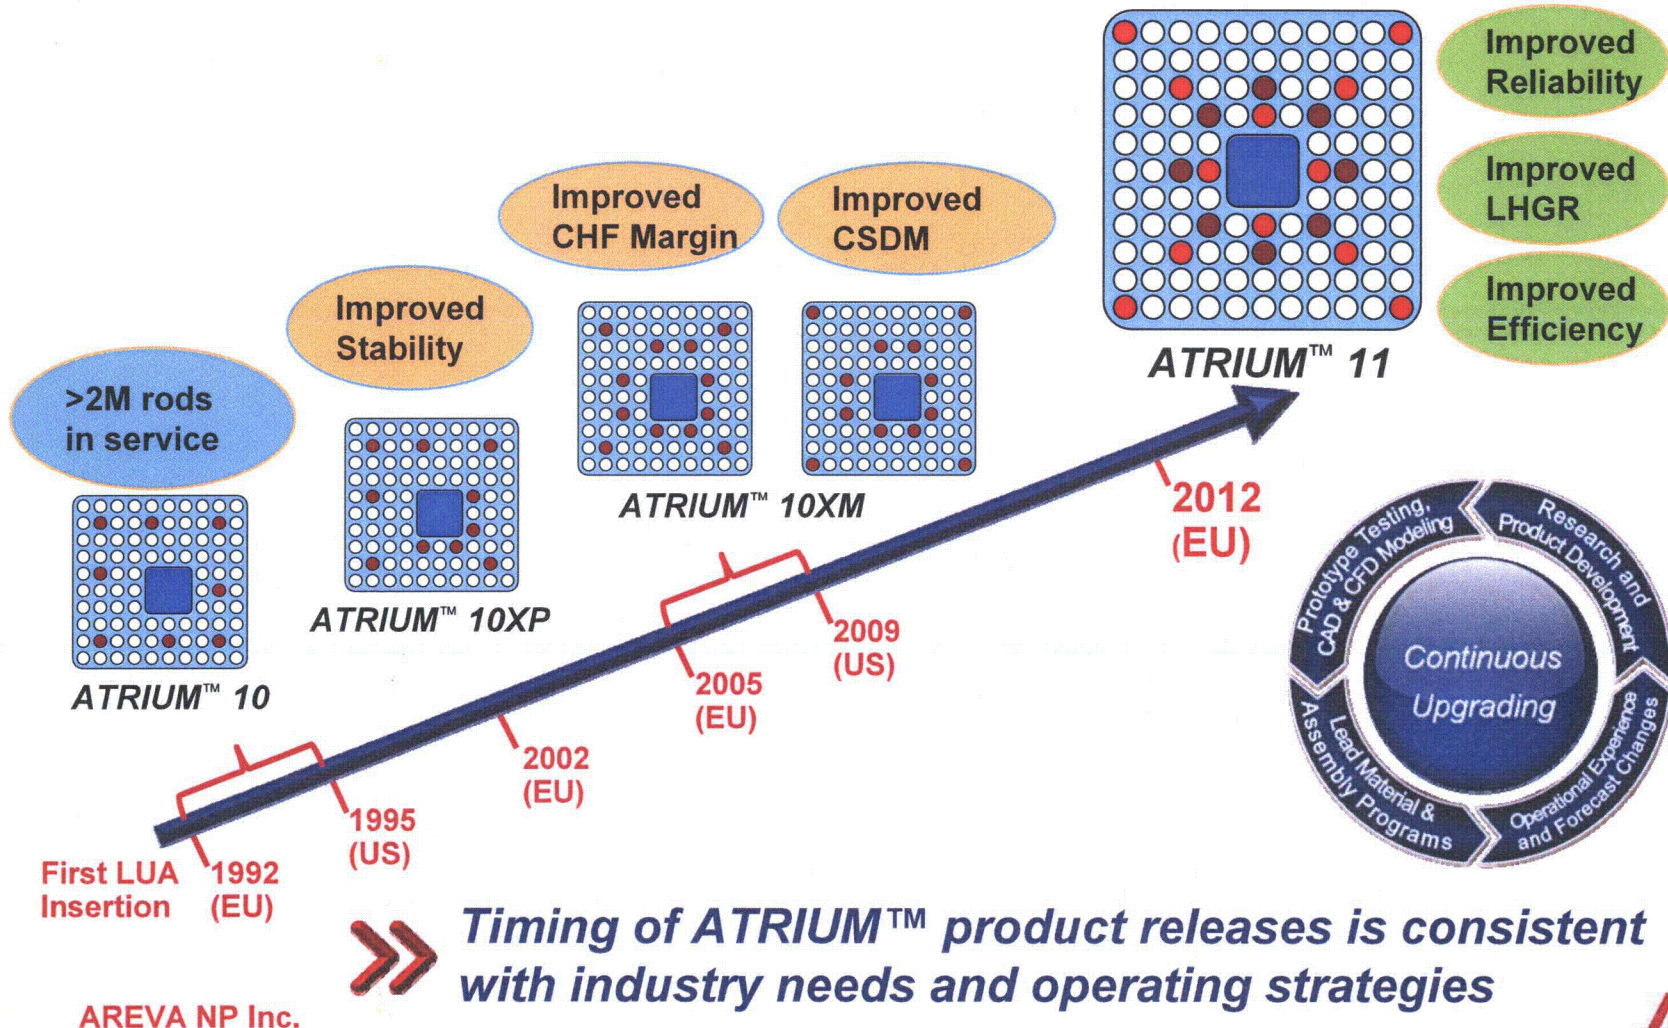 Improved
Reliability
Improved
LHGR
Improved
Efficiency
ATRIUM™ 11
Improved
CHF Margin
Improved
CSDM
ATRIUM™ 10XM
Improved
Stability
ATRIUM™ 10XP
>2M rods
in service
ATRIUM™ 10
First LUA
Insertion
1992
(EU)
1995
(US)
2002
(EU)
2005
(EU)
2009
(US)
2012
(EU)
Prototype Testing,
CAD & CFD Modeling
Research and
Product Development
Operational Experience
and Forecast Changes
Lead Material &
Assembly Programs
Continuous
Upgrading
Timing of ATRIUM™ product releases is consistent
with industry needs and operating strategies
AREVA NP Inc.